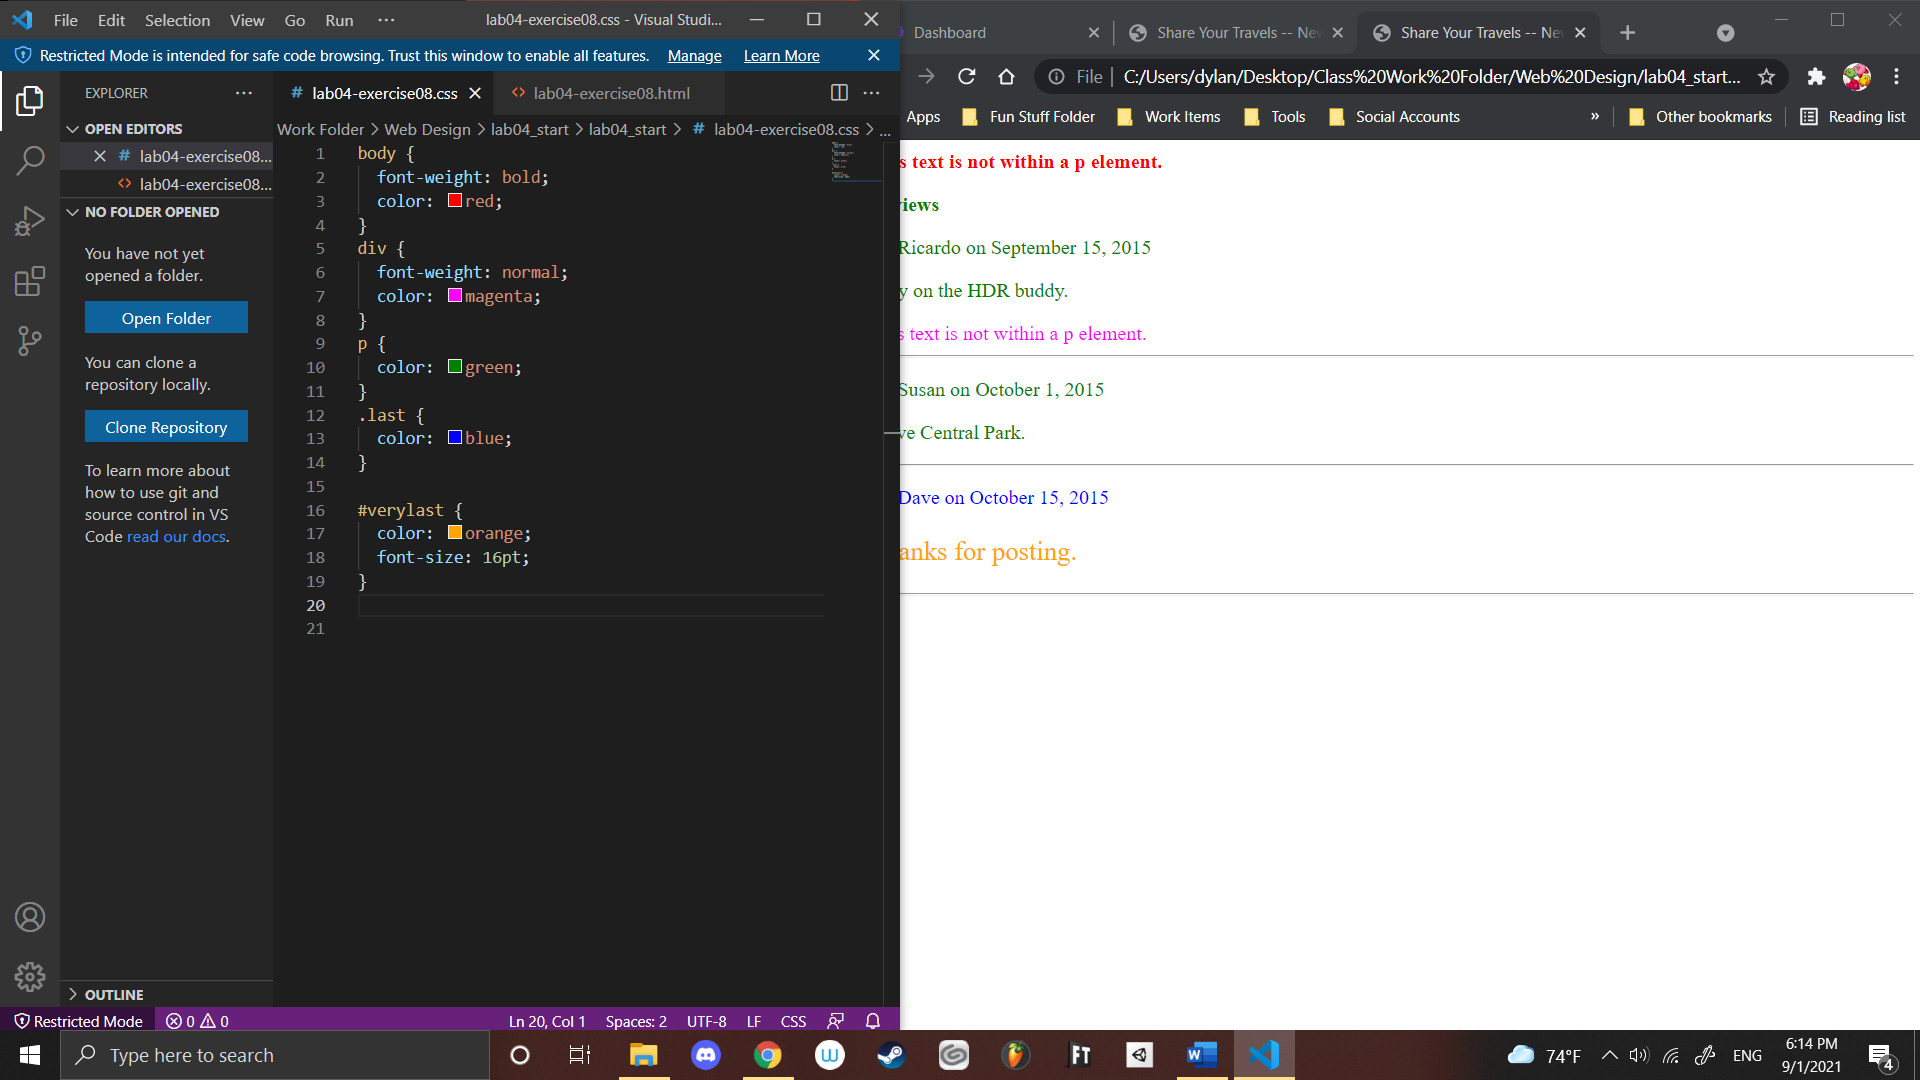 File Edit Selection View Go Run ··· lab04-exercise08.css - Visual Studi...
Restricted Mode is intended for safe code browsing. Trust this window to enable all features. Manage Learn More
EXPLORER
OPEN EDITORS
# lab04-exercise08...
<> lab04-exercise08...
NO FOLDER OPENED
You have not yet
opened a folder.
Open Folder
You can clone a
repository locally.
Clone Repository
To learn more about
how to use git and
source control in VS
Code read our docs.
OUTLINE
# lab04-exercise08.css <> lab04-exercise08.html
Work Folder > Web Design > lab04_start > lab04_start > # lab04-exercise08.css > ...
1 body {
2 font-weight: bold;
3 color: red;
4 }
5 div {
6 font-weight: normal;
7 color: magenta;
8 }
9 p {
10 color: green;
11 }
12 .last {
13 color: blue;
14 }
15
16 #verylast {
17 color: orange;
18 font-size: 16pt;
19 }
20
21
Restricted Mode 0 0 Ln 20, Col 1 Spaces: 2 UTF-8 LF CSS
Dashboard Share Your Travels -- Nev Share Your Travels -- Nev
File C:/Users/dylan/Desktop/Class%20Work%20Folder/Web%20Design/lab04_start...
Apps Fun Stuff Folder Work Items Tools Social Accounts » Other bookmarks Reading list
s text is not within a p element.
views
Ricardo on September 15, 2015
y on the HDR buddy.
s text is not within a p element.
Susan on October 1, 2015
ve Central Park.
Dave on October 15, 2015
anks for posting.
Type here to search
FT
74°F ENG 6:14 PM
9/1/2021
4